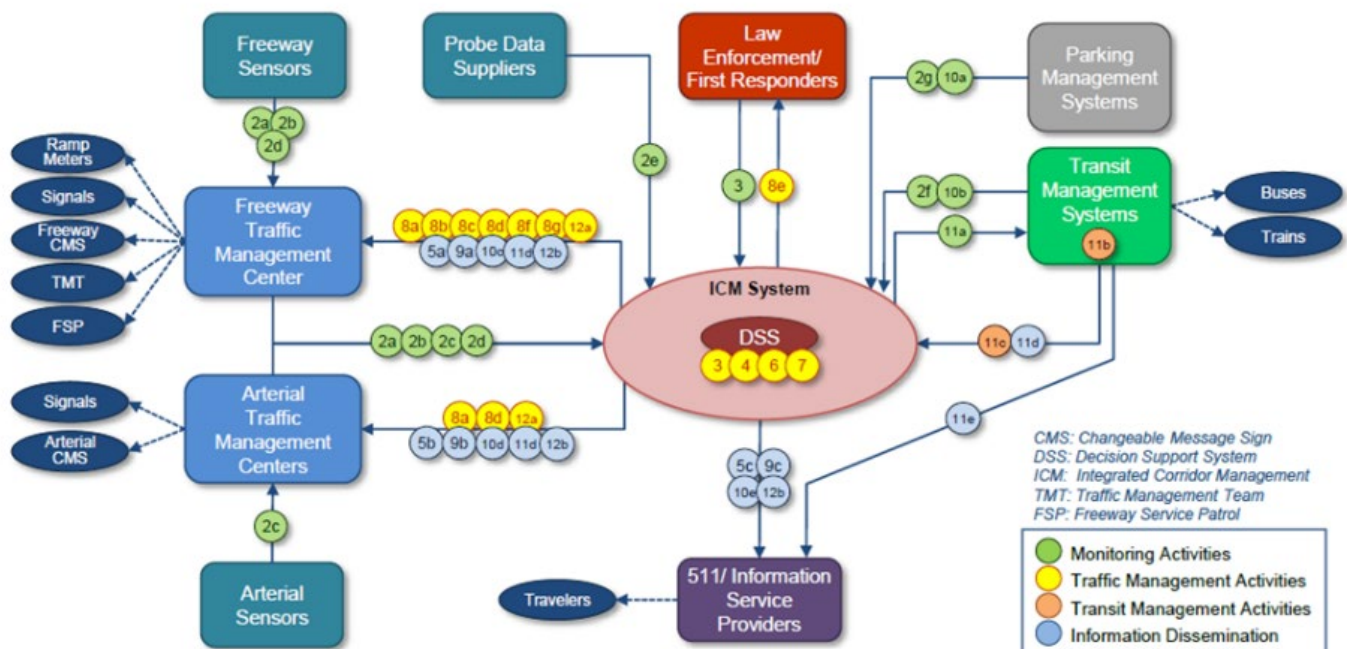 Freeway
Sensors
Probe Data
Suppliers
Law
Enforcement/
First Responders
Parking
Management
Systems
2a 2b
2d
2e
3
8e
2g 10a
Ramp
Meters
Signals
Freeway
CMS
TMT
FSP
Freeway
Traffic
Management
Center
8a 8b 8c 8d 8f 8g 12a
5a 9a 10d 11d 12b
2f 10b
11a
Transit
Management
Systems
11b
Buses
Trains
ICM System
DSS
3 4 6 7
2a 2b 2c 2d
11c 11d
Signals
Arterial
CMS
Arterial
Traffic
Management
Centers
8a 8d 12a
5b 9b 10d 11d 12b
11e
5c 9c
10e 12b
2c
Arterial
Sensors
Travelers
511/ Information
Service
Providers
CMS: Changeable Message Sign
DSS: Decision Support System
ICM: Integrated Corridor Management
TMT: Traffic Management Team
FSP: Freeway Service Patrol
Monitoring Activities
Traffic Management Activities
Transit Management Activities
Information Dissemination